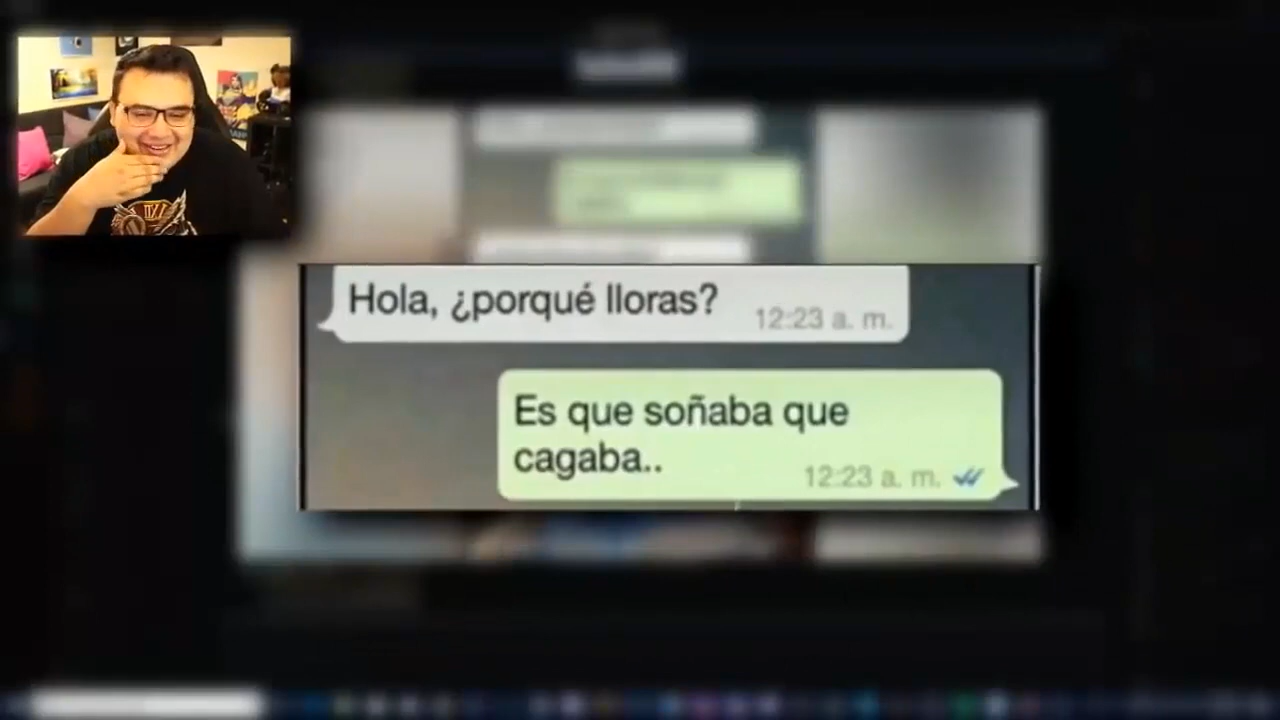 Hola, ¿porqué lloras?
12:23 a. m.
Es que soñaba que
cagaba..
12:23 a. m.